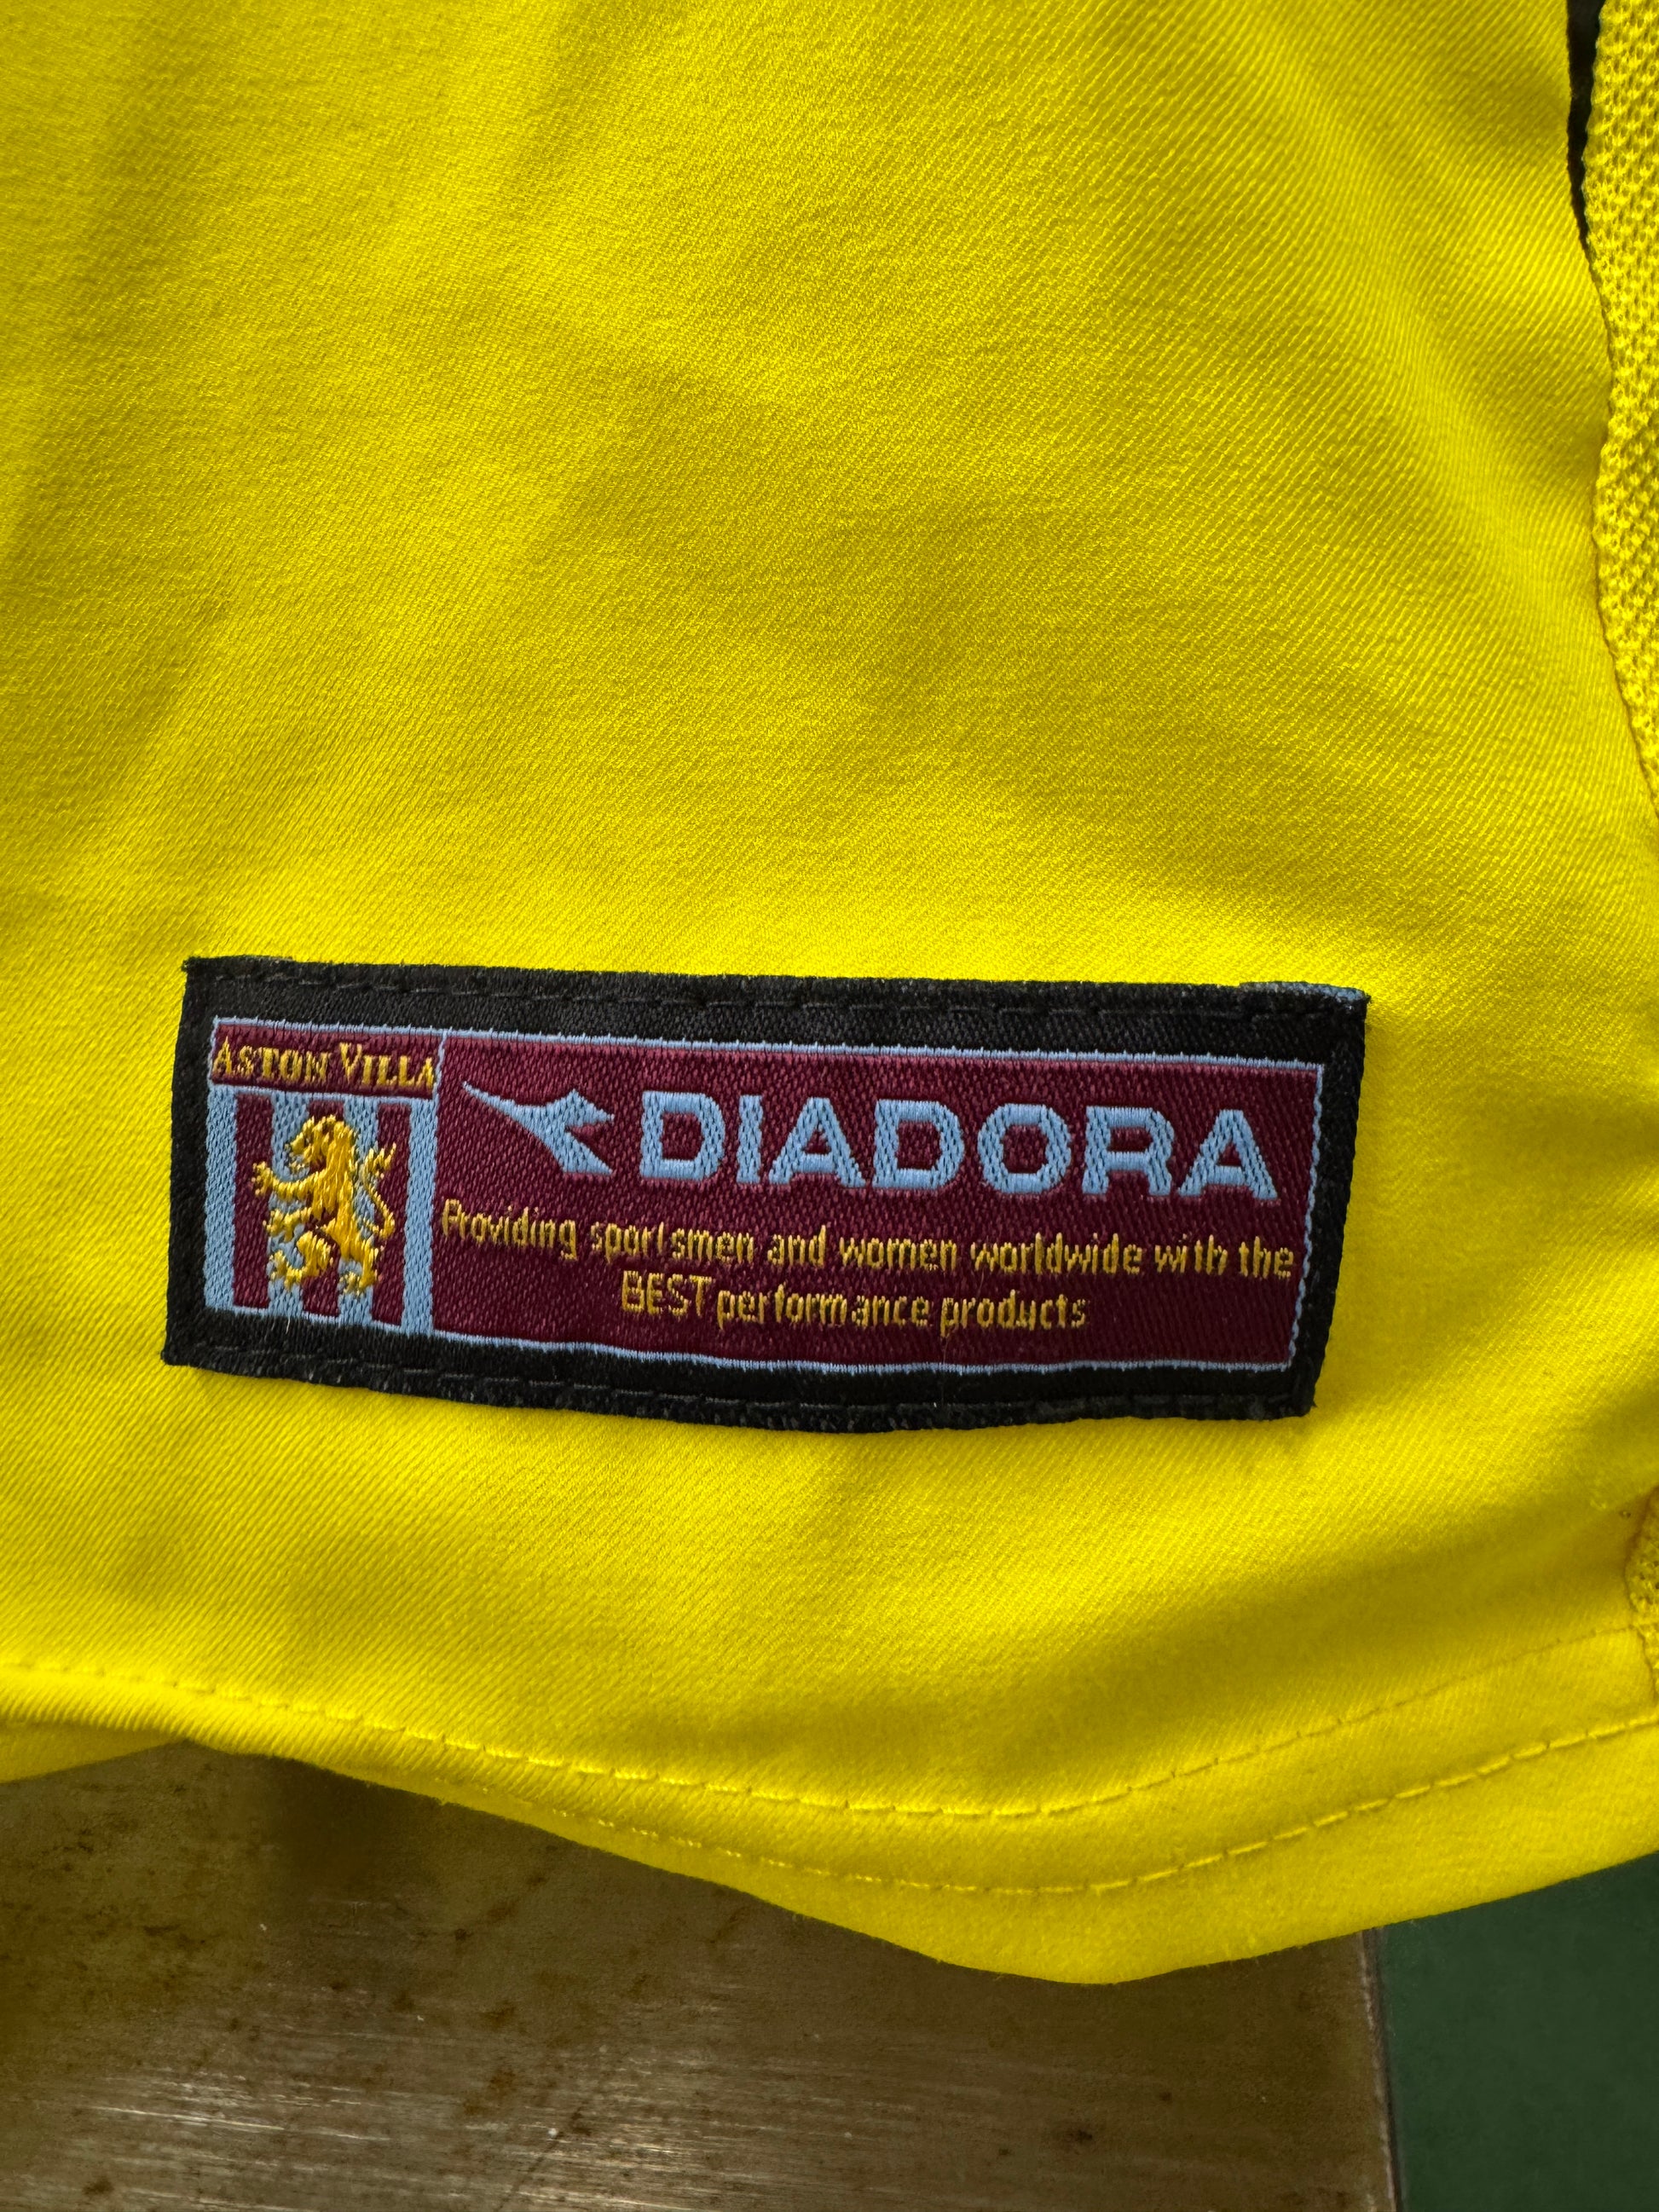 ASTON VILLA
DIADORA
Providing sportsmen and women worldwide with the
BEST performance products